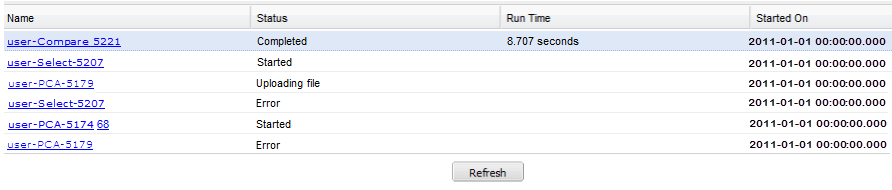 Name Status Run Time Started On
user-Compare 5221 Completed 8.707 seconds 2011-01-01 00:00:00.000
user-Select-5207 Started 2011-01-01 00:00:00.000
user-PCA-5179 Uploading file 2011-01-01 00:00:00.000
user-Select-5207 Error 2011-01-01 00:00:00.000
user-PCA-5174 68 Started 2011-01-01 00:00:00.000
user-PCA-5179 Error 2011-01-01 00:00:00.000
Refresh